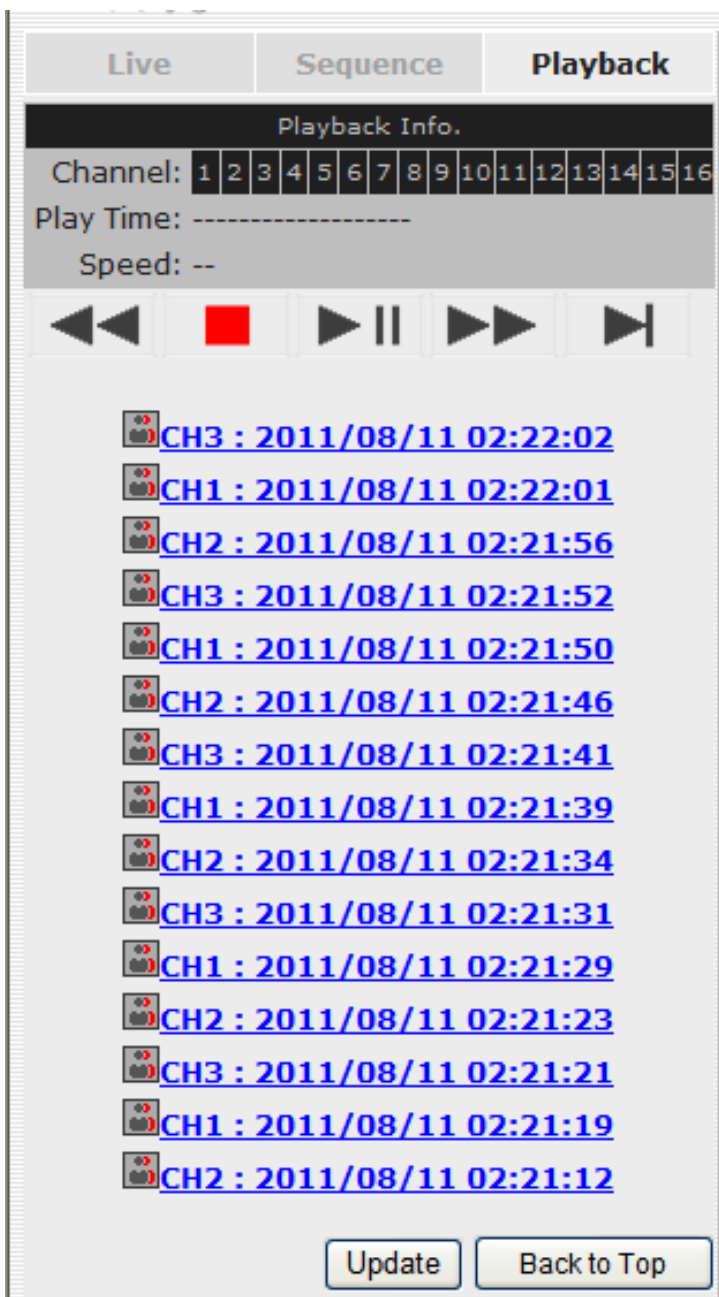 Live Sequence Playback
Playback Info.
Channel: 1 2 3 4 5 6 7 8 9 10 11 12 13 14 15 16
Play Time: -------------------
Speed: --
CH3 : 2011/08/11 02:22:02
CH1 : 2011/08/11 02:22:01
CH2 : 2011/08/11 02:21:56
CH3 : 2011/08/11 02:21:52
CH1 : 2011/08/11 02:21:50
CH2 : 2011/08/11 02:21:46
CH3 : 2011/08/11 02:21:41
CH1 : 2011/08/11 02:21:39
CH2 : 2011/08/11 02:21:34
CH3 : 2011/08/11 02:21:31
CH1 : 2011/08/11 02:21:29
CH2 : 2011/08/11 02:21:23
CH3 : 2011/08/11 02:21:21
CH1 : 2011/08/11 02:21:19
CH2 : 2011/08/11 02:21:12
Update Back to Top